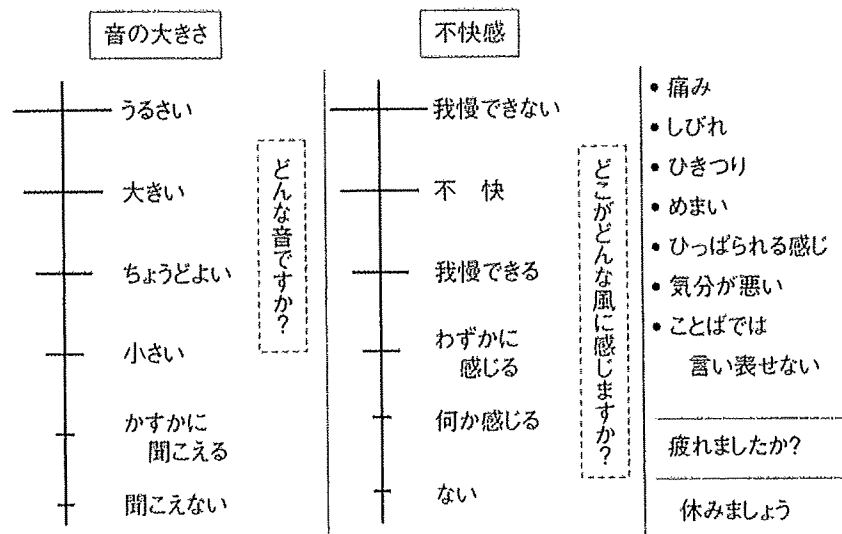 音の大きさ
うるさい
大きい
ちょうどよい
小さい
かすかに
聞こえる
聞こえない
どんな音ですか？
不快感
我慢できない
不　快
我慢できる
わずかに
感じる
何か感じる
ない
どこがどんな風に感じますか？
• 痛み
• しびれ
• ひきつり
• めまい
• ひっぱられる感じ
• 気分が悪い
• ことばでは
言い表せない
疲れましたか？
休みましょう